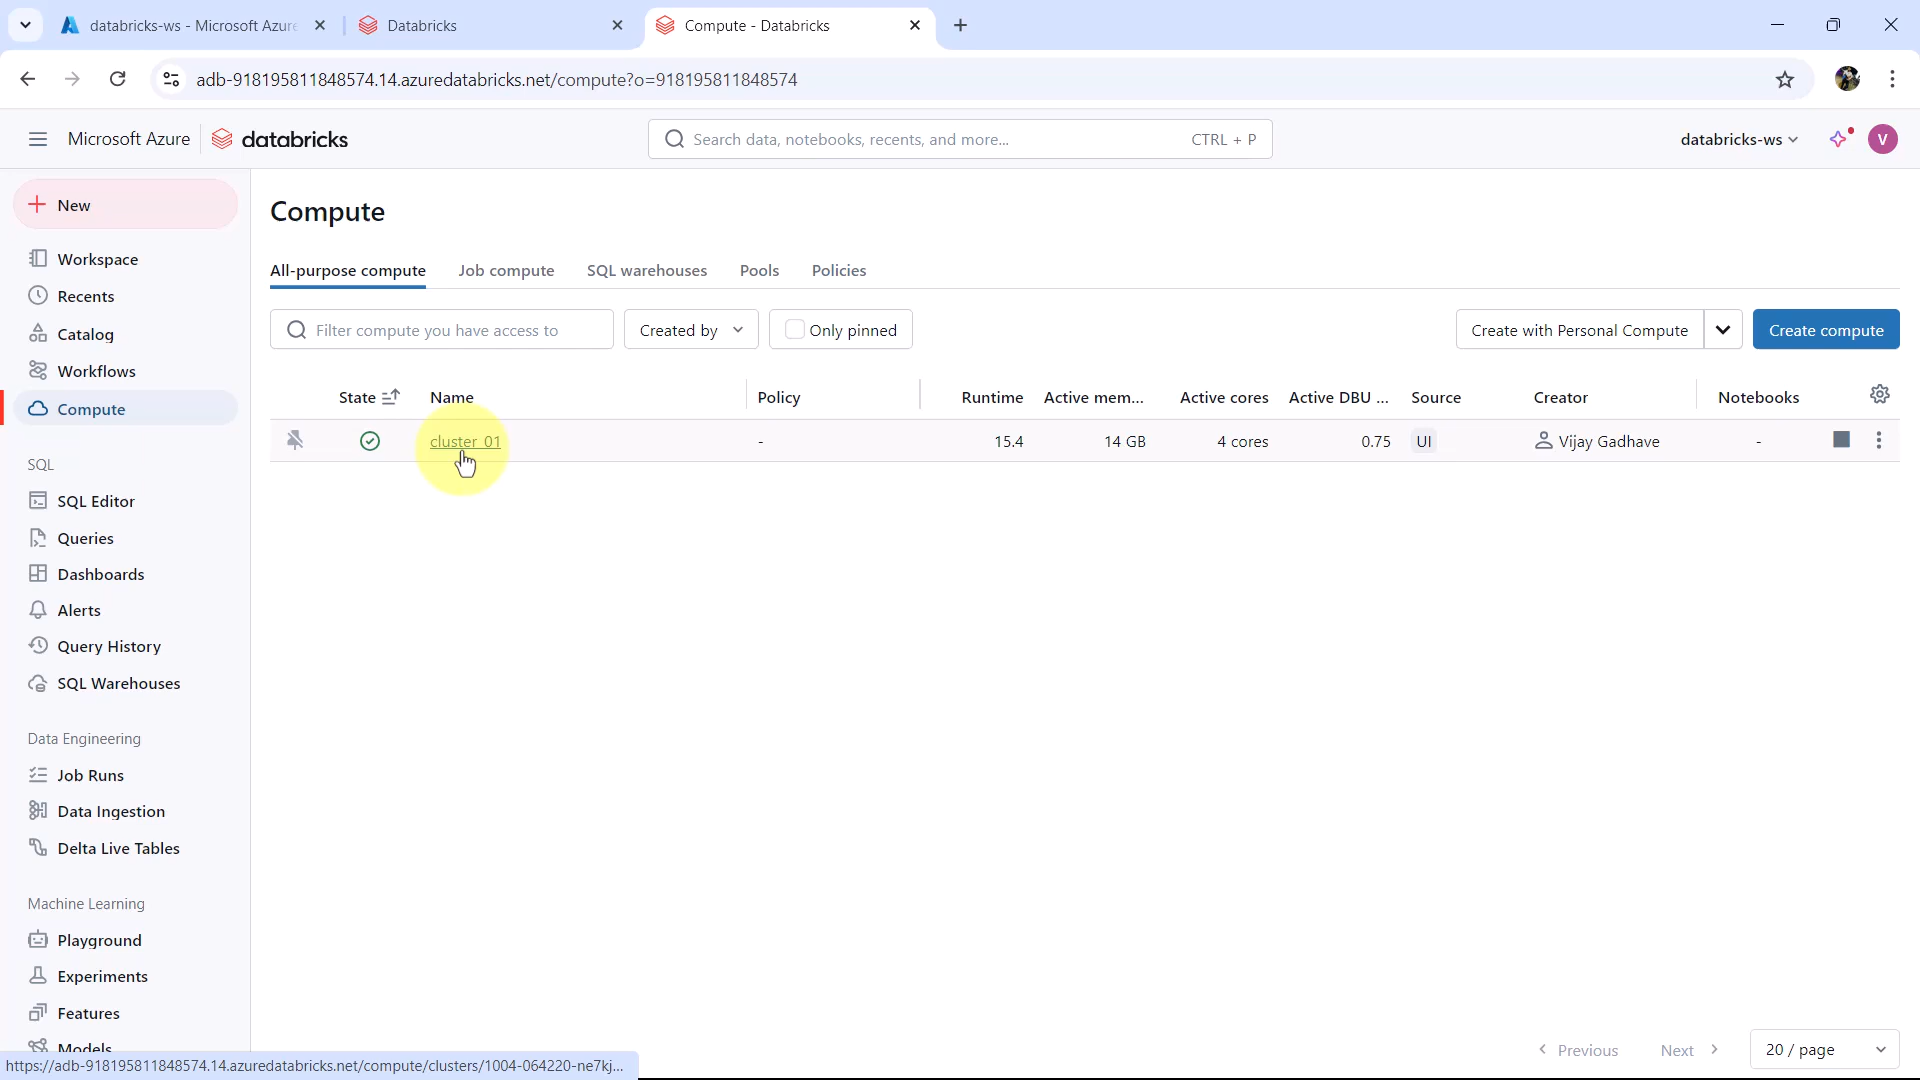 databricks-ws - Microsoft Azure
Databricks
Compute - Databricks
adb-918195811848574.14.azuredatabricks.net/compute?o=918195811848574
Microsoft Azure
databricks
Search data, notebooks, recents, and more...
CTRL + P
databricks-ws
V
New
Workspace
Recents
Catalog
Workflows
Compute
SQL
SQL Editor
Queries
Dashboards
Alerts
Query History
SQL Warehouses
Data Engineering
Job Runs
Data Ingestion
Delta Live Tables
Machine Learning
Playground
Experiments
Features
Models
Compute
All-purpose compute Job compute SQL warehouses Pools Policies
Filter compute you have access to Created by Only pinned Create with Personal Compute Create compute
State Name Policy Runtime Active mem... Active cores Active DBU ... Source Creator Notebooks
cluster_01 - 15.4 14 GB 4 cores 0.75 UI Vijay Gadhave -
Previous Next 20 / page
https://adb-918195811848574.14.azuredatabricks.net/compute/clusters/1004-064220-ne7kj...